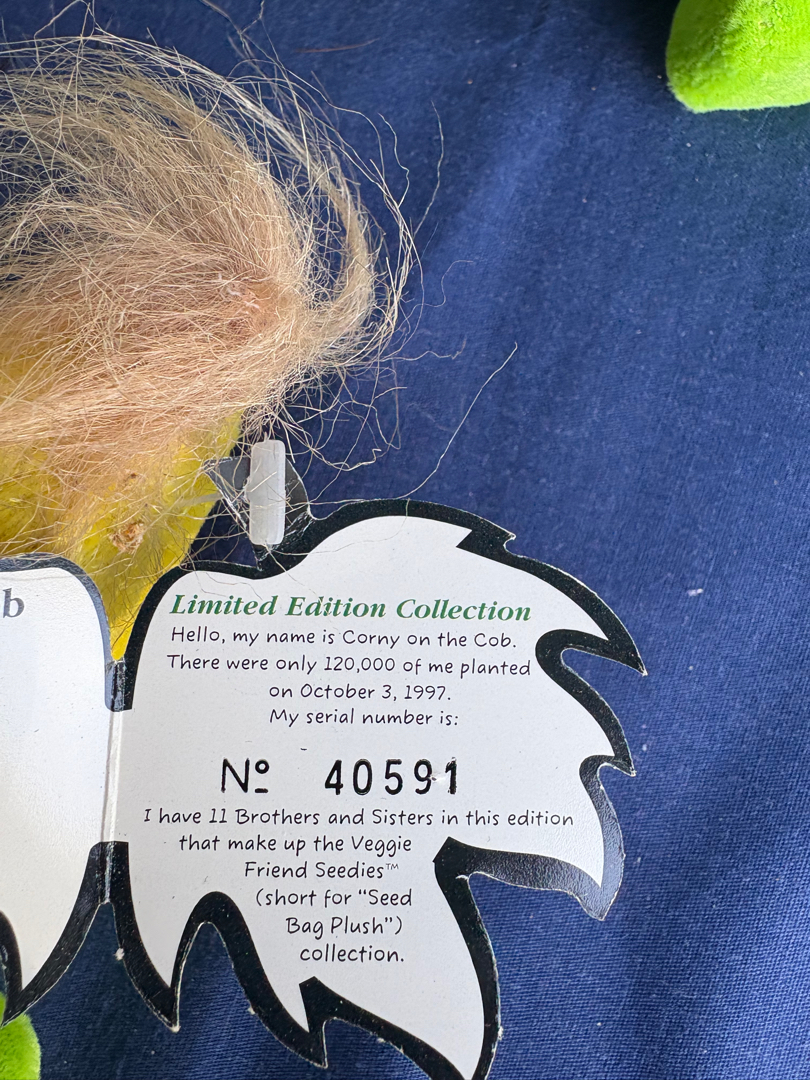 b
Limited Edition Collection
Hello, my name is Corny on the Cob.
There were only 120,000 of me planted
on October 3, 1997.
My serial number is:
Nº 40591
I have 11 Brothers and Sisters in this edition
that make up the Veggie
Friend Seedies™
(short for “Seed
Bag Plush”)
collection.